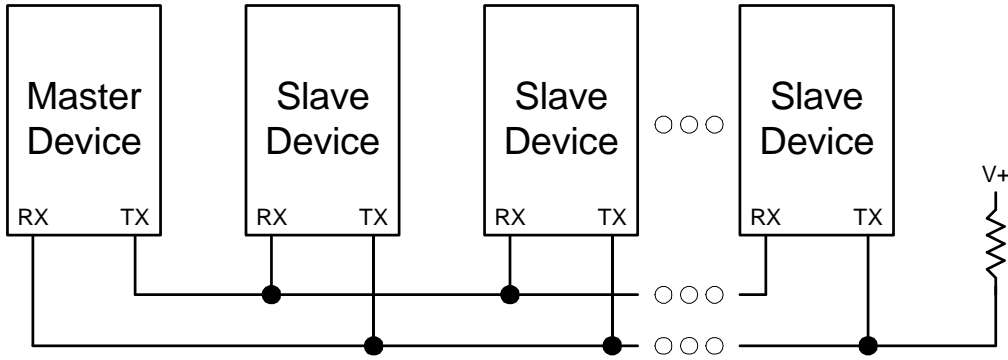 Master
Device
Slave
Device
Slave
Device
Slave
Device
RX TX
RX TX
RX TX
RX TX
V+